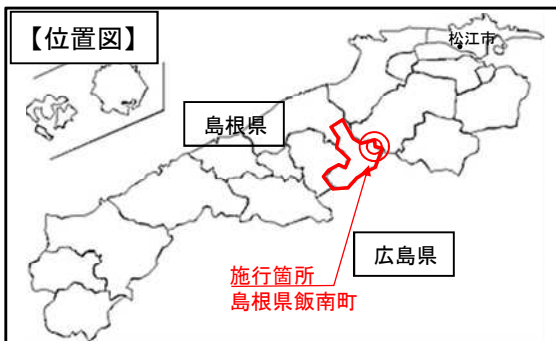 【位置図】
松江市
島根県
広島県
施行箇所
島根県飯南町